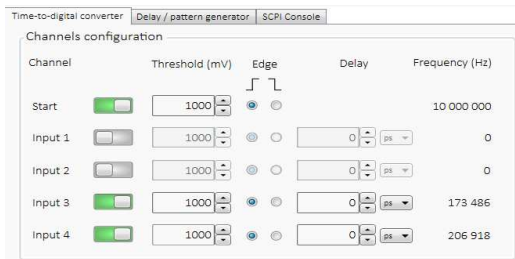 Time-to-digital converter Delay / pattern generator SCPI Console
Channels configuration
Channel Threshold (mV) Edge Delay Frequency (Hz)
Start 1000 10 000 000
Input 1 1000 0 ps 0
Input 2 1000 0 ps 0
Input 3 1000 0 ps 173 486
Input 4 1000 0 ps 206 918